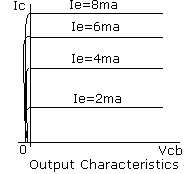 Ic
Ie=8ma
Ie=6ma
Ie=4ma
Ie=2ma
0
Vcb
Output Characteristics